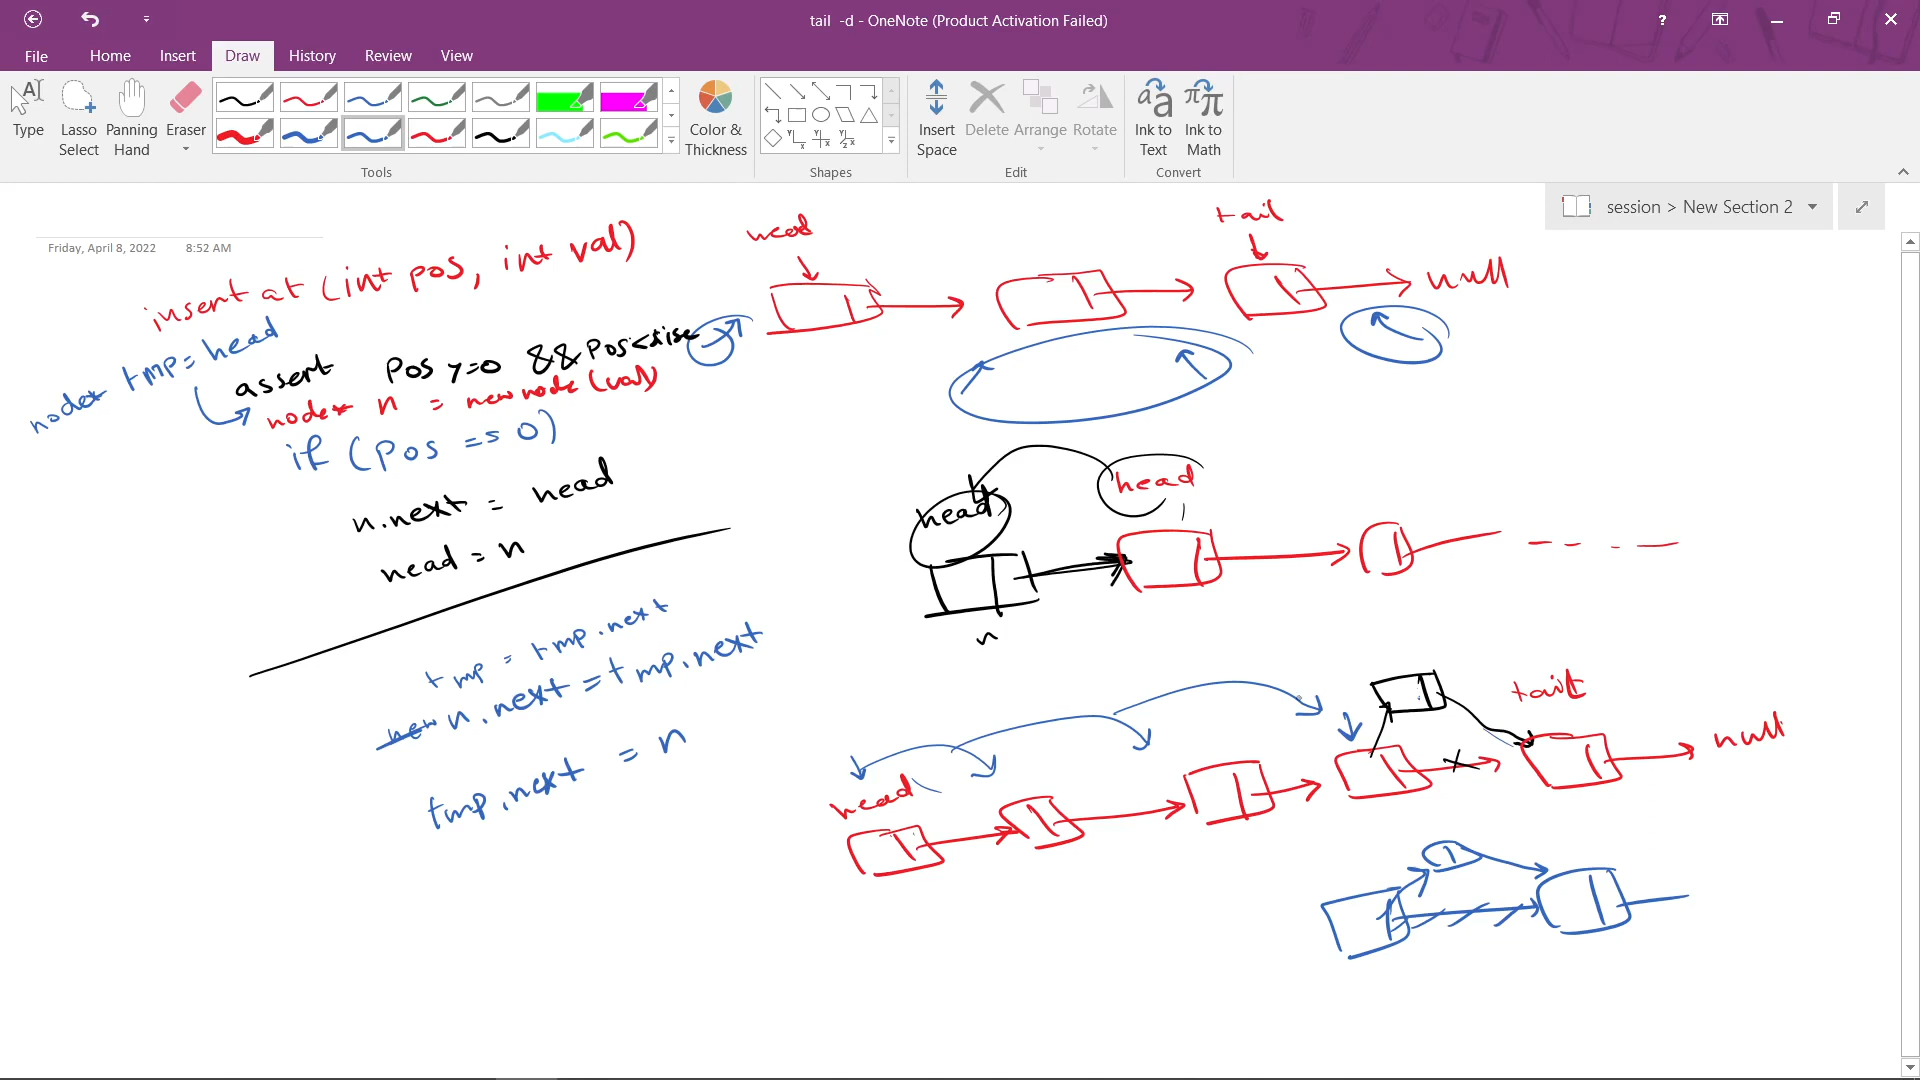 tail -d - OneNote (Product Activation Failed)
?
File Home Insert Draw History Review View
Type
Lasso Select
Panning Hand
Eraser
Color & Thickness
Insert Space
Delete
Arrange
Rotate
Ink to Text
Ink to Math
Tools
Shapes
Edit
Convert
session > New Section 2
Friday, April 8, 2022 8:52 AM
insert at (int pos, int val)
node* tmp = head
assert pos >=0 && pos<size
node* n = new node (val)
if (pos == 0)
n.next = head
head = n
tmp = tmp.next
new n.next = tmp.next
tmp.next = n
head
tail
null
head
head
n
head
tail
null